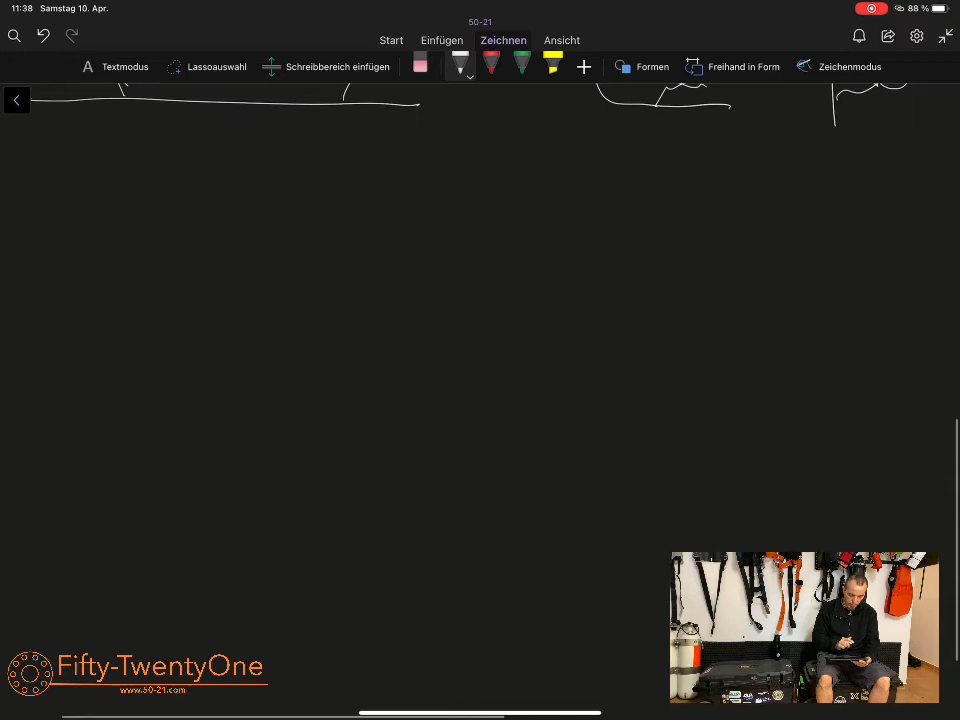 11:38 Samstag 10. Apr. 88 %
50-21
Start Einfügen Zeichnen Ansicht
Textmodus Lassoauswahl Schreibbereich einfügen Formen Freihand in Form Zeichenmodus
Fifty-TwentyOne
www.50-21.com